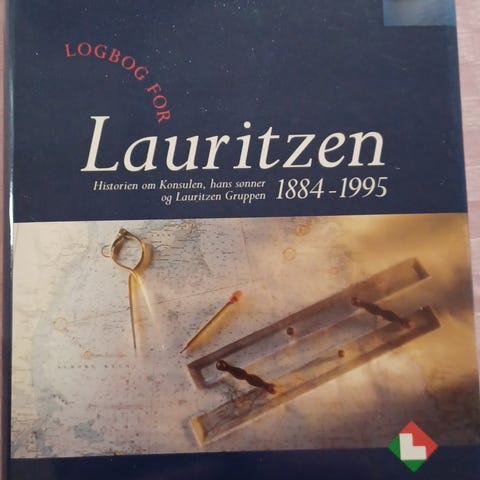 LOGBOG FOR
Lauritzen
Historien om Konsulen, hans sønner
og Lauritzen Gruppen
1884-1995
L